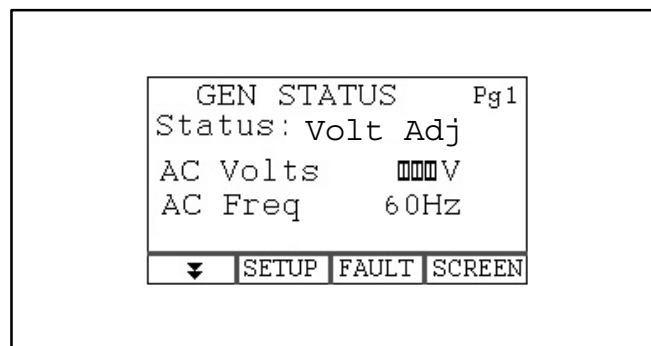 GEN STATUS Pg1
Status: Volt Adj
AC Volts V
AC Freq 60Hz
SETUP FAULT SCREEN